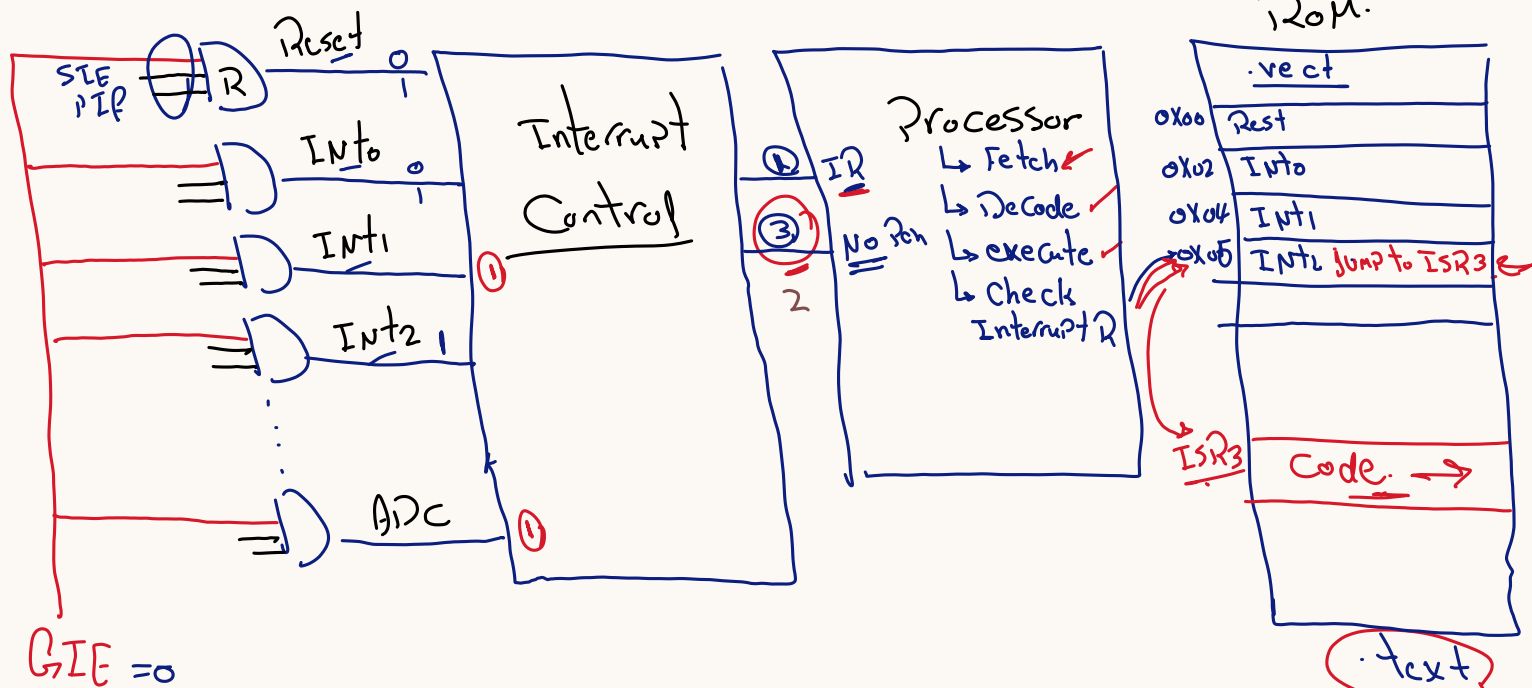 ROM.
Reset
0
1
SIE
PIF
R
.vect
0x00 Rest
INT0
0
1
Interrupt
Control
Processor
↳ Fetch
↳ Decode
↳ execute
↳ Check
Interrupt R
1 IR
3
2
0x02 INT0
0x04 INT1
0x05 INT2 jump to ISR3
INT1
1
INT2
1
ISR3
Code. →
ADC
1
GIE =0
.text